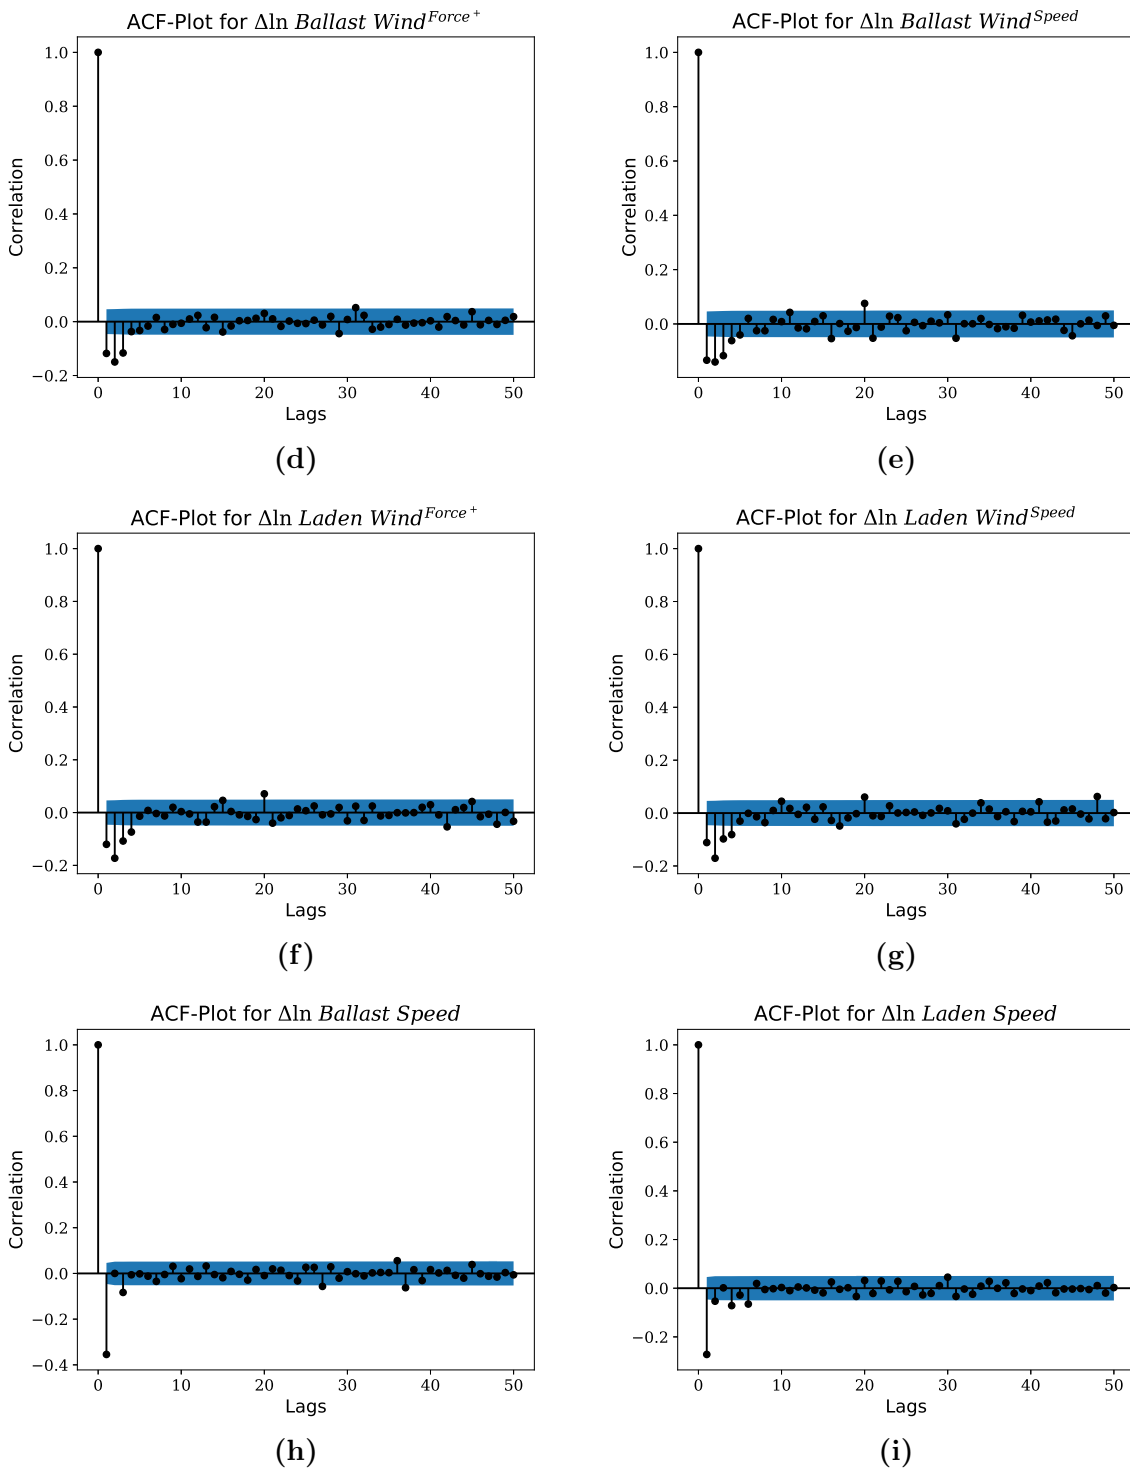 ACF-Plot for Δln Ballast Wind^{Force+}
1.0
0.8
0.6
0.4
0.2
0.0
−0.2
Correlation
0 10 20 30 40 50
Lags
(d)
ACF-Plot for Δln Ballast Wind^{Speed}
1.0
0.8
0.6
0.4
0.2
0.0
Correlation
0 10 20 30 40 50
Lags
(e)
ACF-Plot for Δln Laden Wind^{Force+}
1.0
0.8
0.6
0.4
0.2
0.0
−0.2
Correlation
0 10 20 30 40 50
Lags
(f)
ACF-Plot for Δln Laden Wind^{Speed}
1.0
0.8
0.6
0.4
0.2
0.0
−0.2
Correlation
0 10 20 30 40 50
Lags
(g)
ACF-Plot for Δln Ballast Speed
1.0
0.8
0.6
0.4
0.2
0.0
−0.2
−0.4
Correlation
0 10 20 30 40 50
Lags
(h)
ACF-Plot for Δln Laden Speed
1.0
0.8
0.6
0.4
0.2
0.0
−0.2
Correlation
0 10 20 30 40 50
Lags
(i)